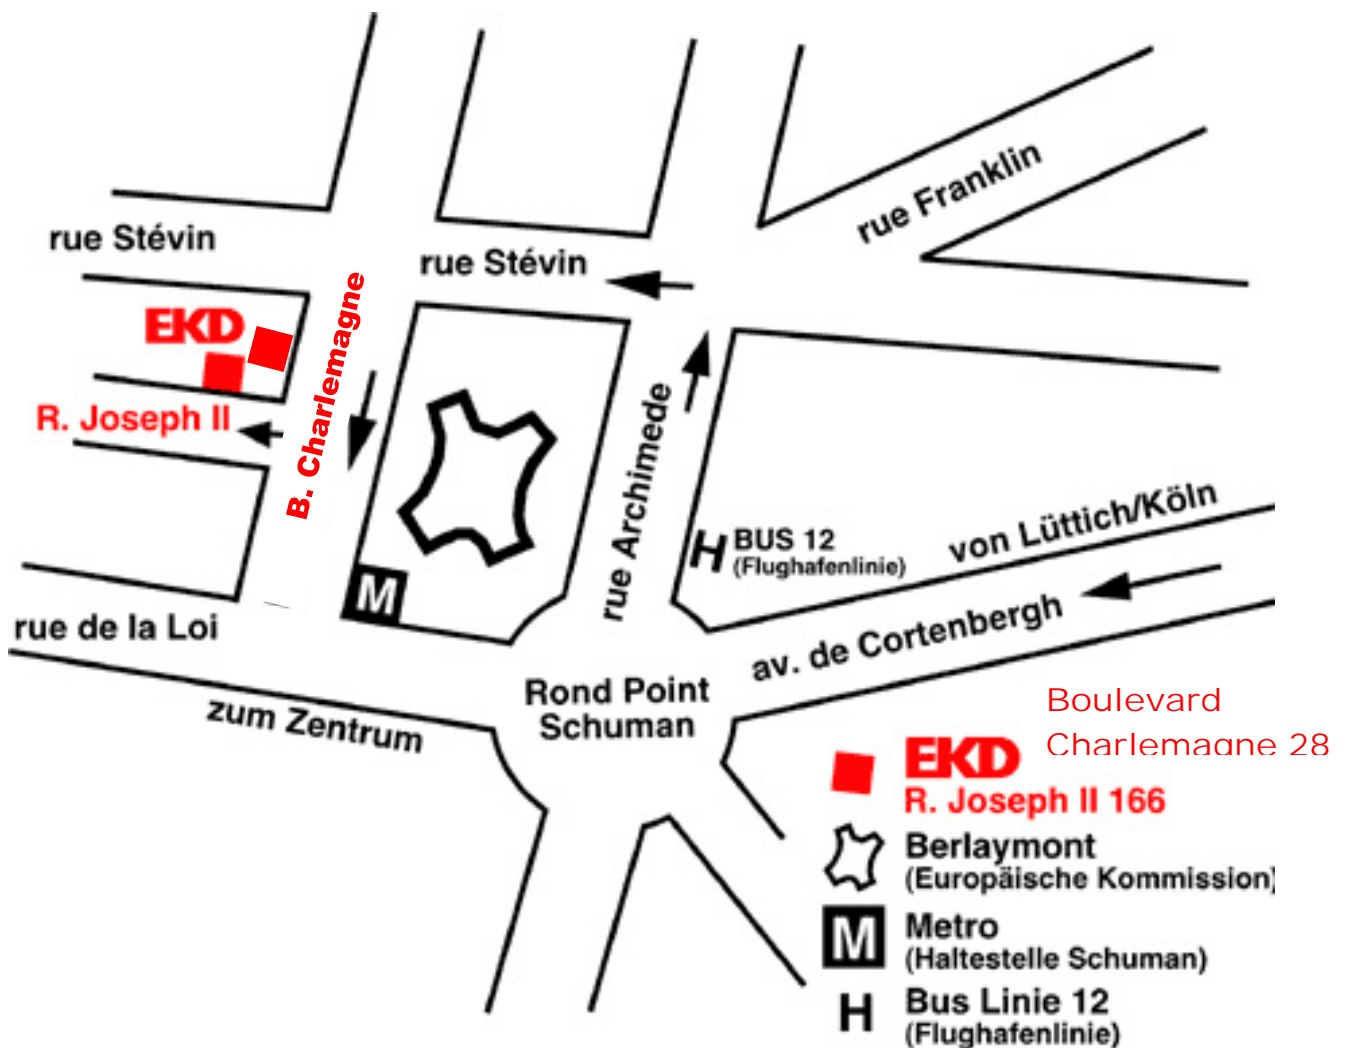 rue Franklin
rue Stévin
rue Stévin
EKD
B. Charlemagne
R. Joseph II
rue Archimede
H BUS 12
(Flughafenlinie)
von Lüttich/Köln
M
av. de Cortenbergh
rue de la Loi
zum Zentrum
Rond Point
Schuman
Boulevard
Charlemagne 28
EKD
R. Joseph II 166
Berlaymont
(Europäische Kommission)
M Metro
(Haltestelle Schuman)
H Bus Linie 12
(Flughafenlinie)